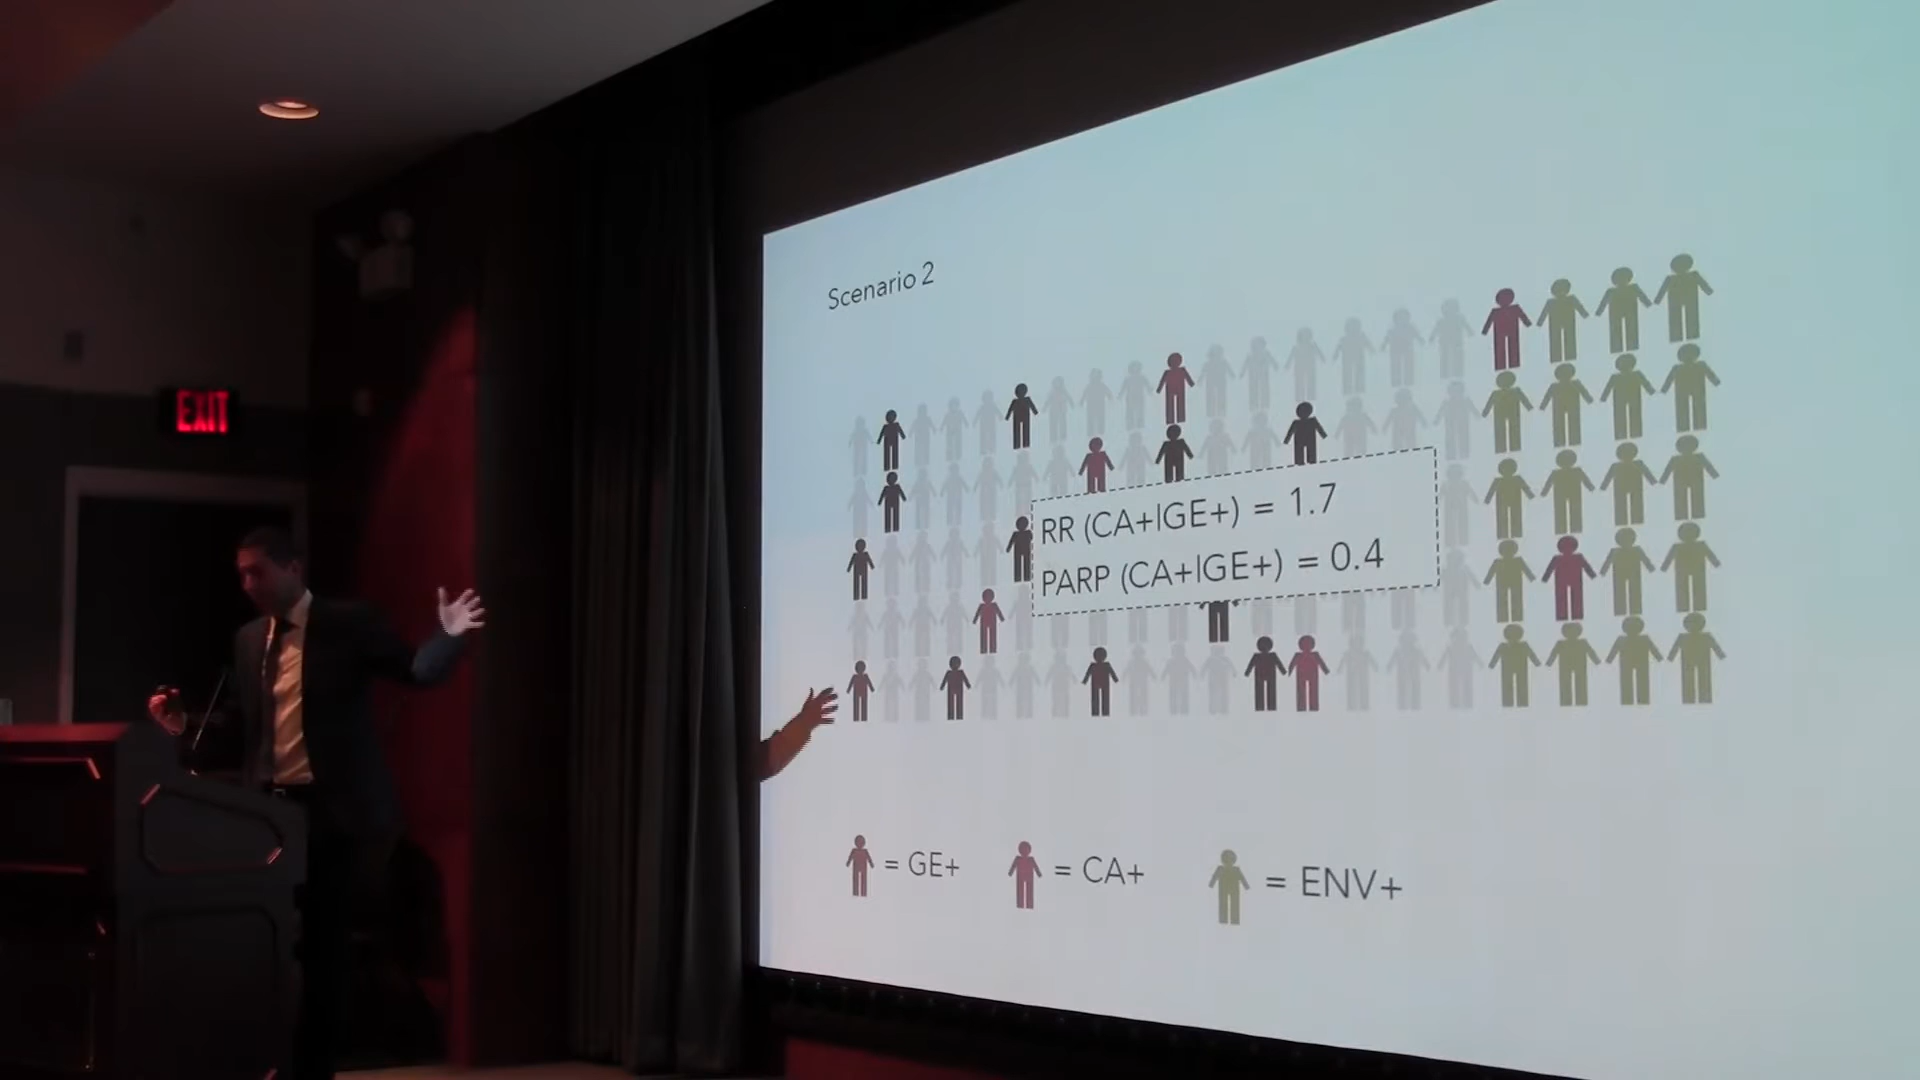 EXIT
Scenario 2
RR (CA+|GE+) = 1.7
PARP (CA+|GE+) = 0.4
= GE+
= CA+
= ENV+